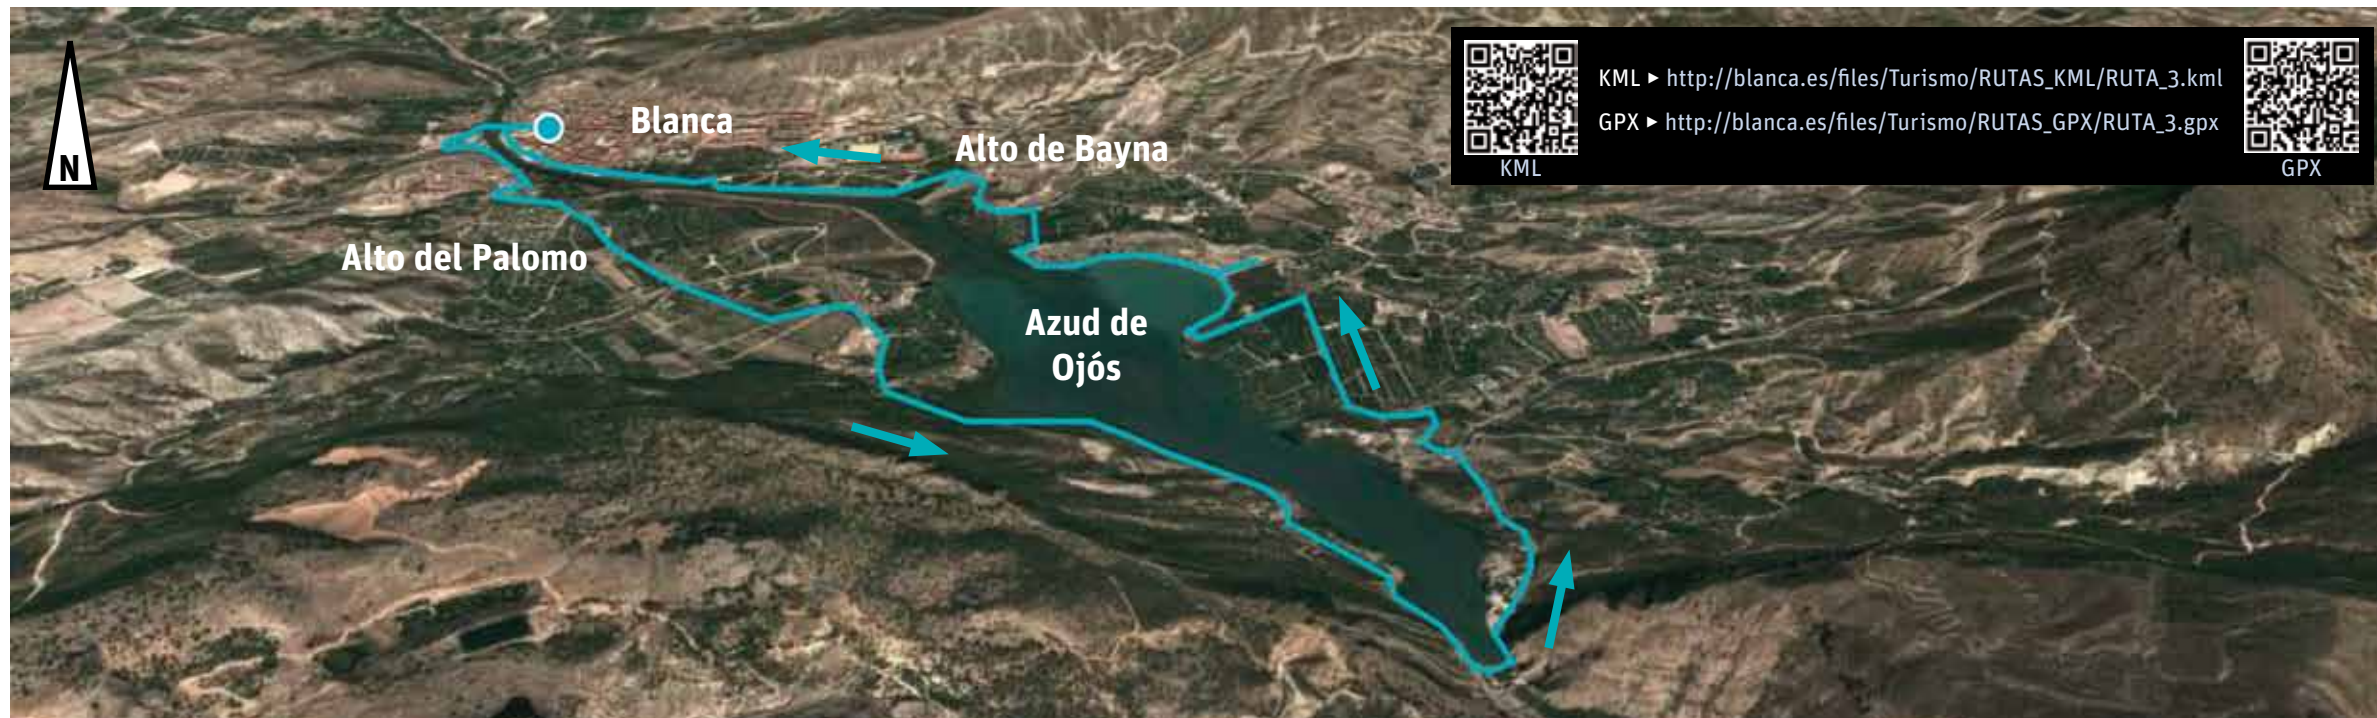 N
Blanca
Alto de Bayna
Alto del Palomo
Azud de
Ojós
KML ▸ http://blanca.es/files/Turismo/RUTAS_KML/RUTA_3.kml
GPX ▸ http://blanca.es/files/Turismo/RUTAS_GPX/RUTA_3.gpx
KML
GPX